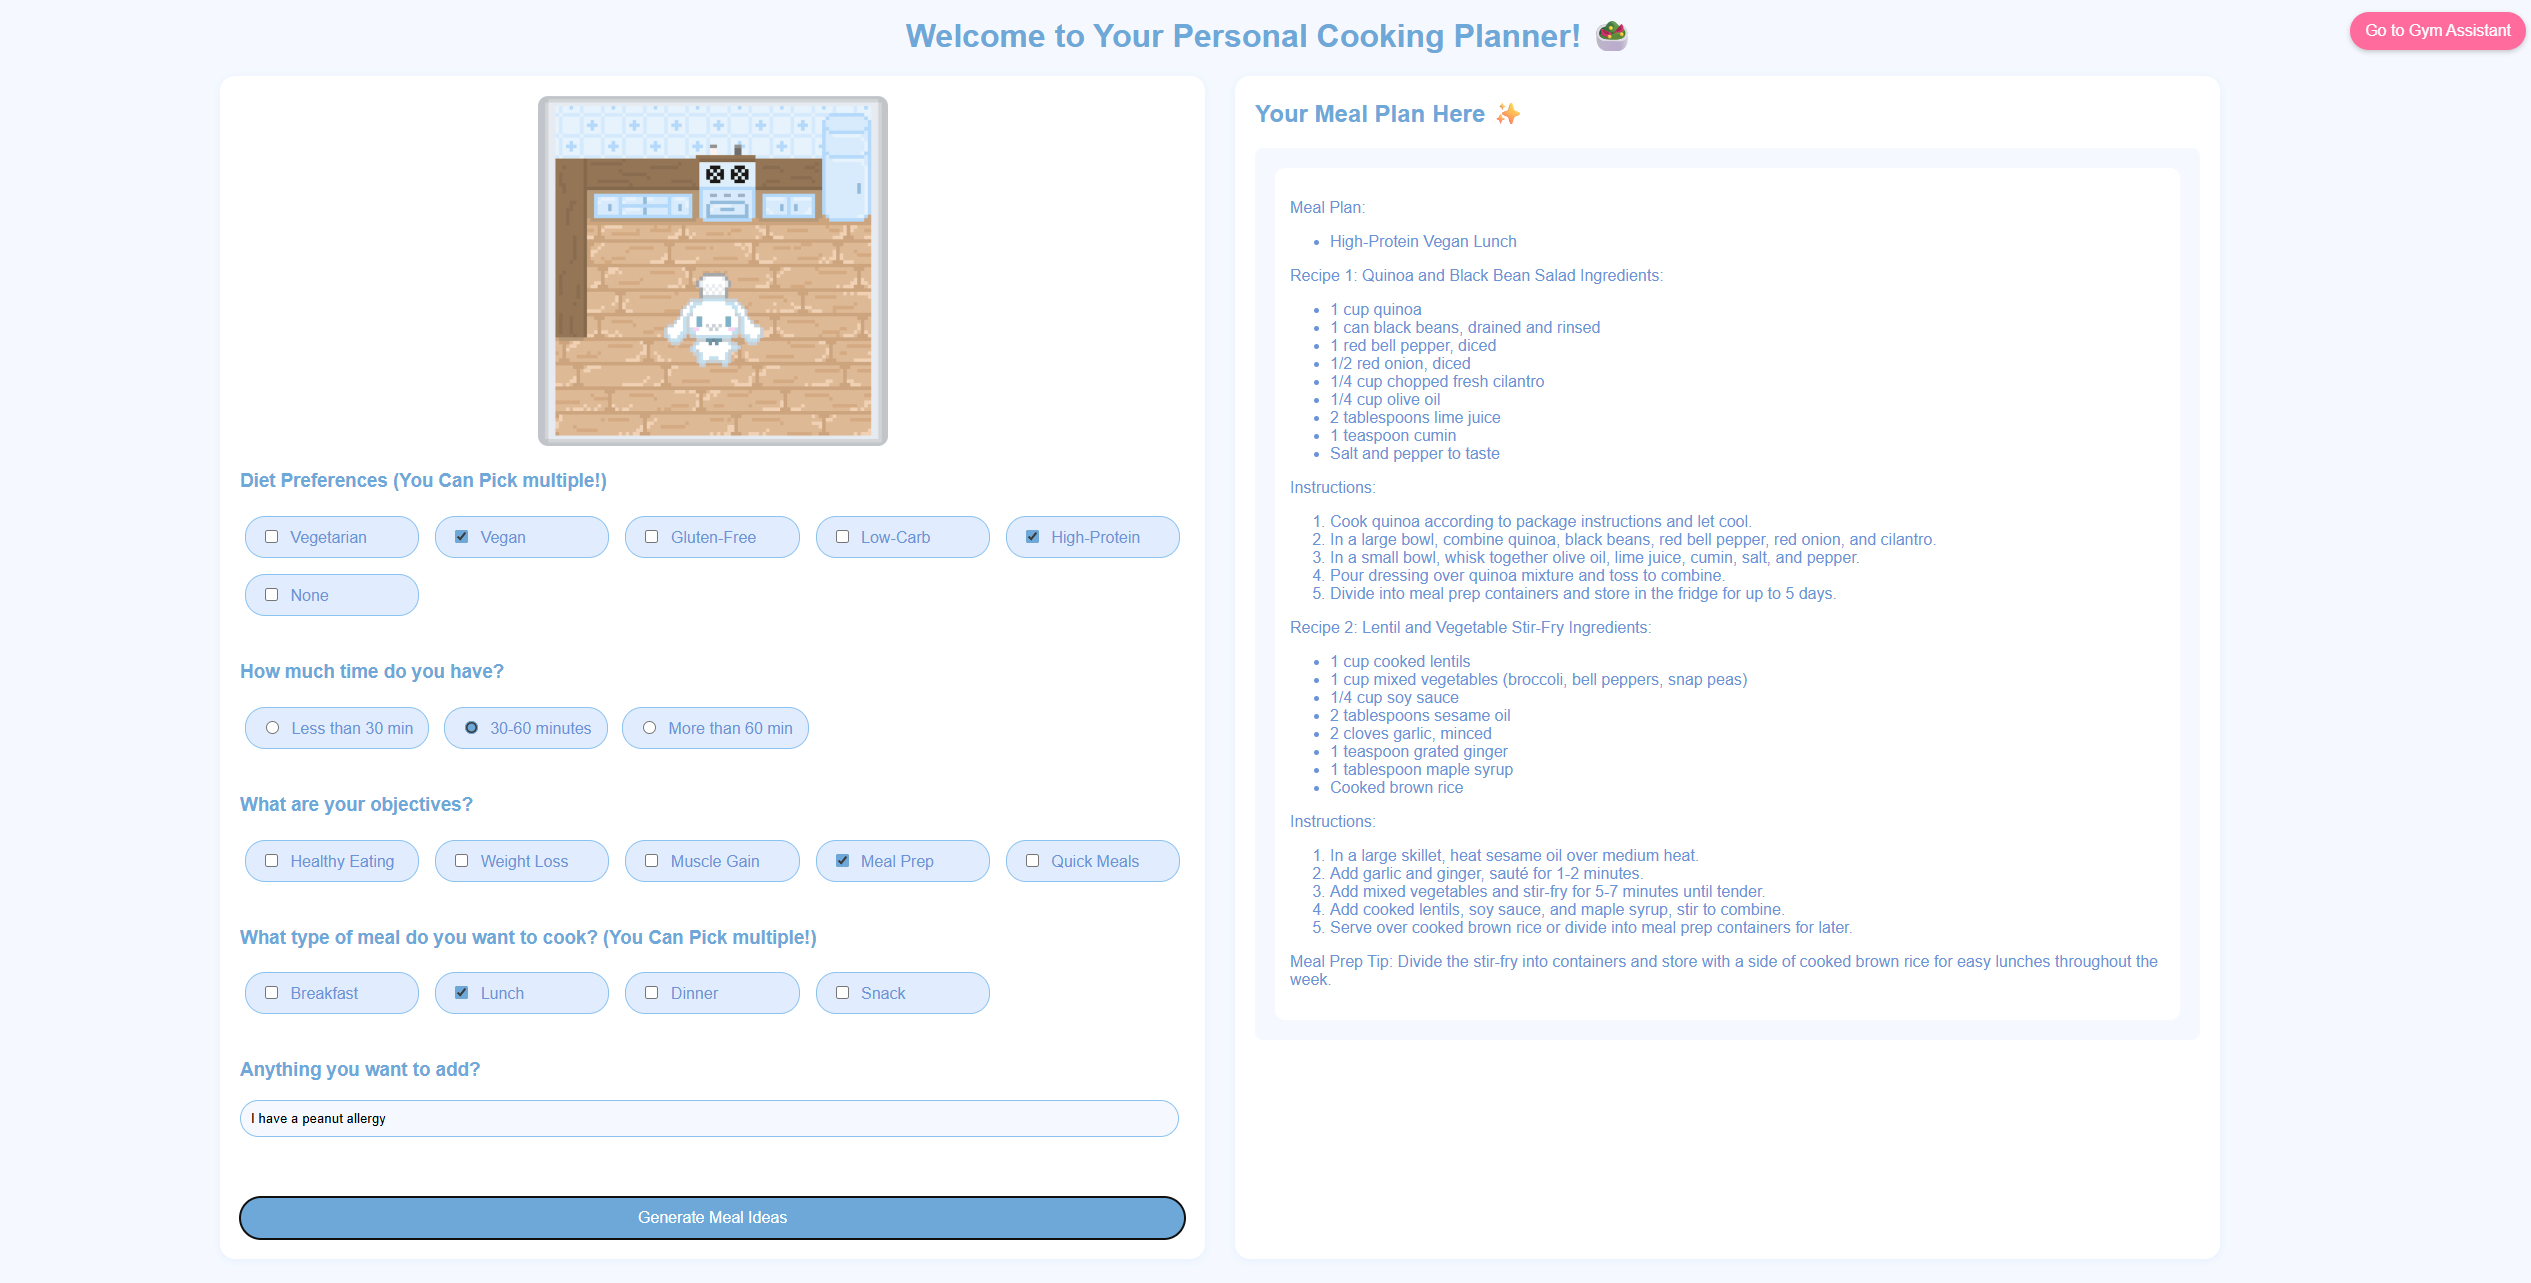 Welcome to Your Personal Cooking Planner! 🥗
Go to Gym Assistant
Diet Preferences (You Can Pick multiple!)
Vegetarian
Vegan
Gluten-Free
Low-Carb
High-Protein
None
How much time do you have?
Less than 30 min
30-60 minutes
More than 60 min
What are your objectives?
Healthy Eating
Weight Loss
Muscle Gain
Meal Prep
Quick Meals
What type of meal do you want to cook? (You Can Pick multiple!)
Breakfast
Lunch
Dinner
Snack
Anything you want to add?
I have a peanut allergy
Generate Meal Ideas
Your Meal Plan Here ✨
Meal Plan:
• High-Protein Vegan Lunch
Recipe 1: Quinoa and Black Bean Salad Ingredients:
• 1 cup quinoa
• 1 can black beans, drained and rinsed
• 1 red bell pepper, diced
• 1/2 red onion, diced
• 1/4 cup chopped fresh cilantro
• 1/4 cup olive oil
• 2 tablespoons lime juice
• 1 teaspoon cumin
• Salt and pepper to taste
Instructions:
1. Cook quinoa according to package instructions and let cool.
2. In a large bowl, combine quinoa, black beans, red bell pepper, red onion, and cilantro.
3. In a small bowl, whisk together olive oil, lime juice, cumin, salt, and pepper.
4. Pour dressing over quinoa mixture and toss to combine.
5. Divide into meal prep containers and store in the fridge for up to 5 days.
Recipe 2: Lentil and Vegetable Stir-Fry Ingredients:
• 1 cup cooked lentils
• 1 cup mixed vegetables (broccoli, bell peppers, snap peas)
• 1/4 cup soy sauce
• 2 tablespoons sesame oil
• 2 cloves garlic, minced
• 1 teaspoon grated ginger
• 1 tablespoon maple syrup
• Cooked brown rice
Instructions:
1. In a large skillet, heat sesame oil over medium heat.
2. Add garlic and ginger, sauté for 1-2 minutes.
3. Add mixed vegetables and stir-fry for 5-7 minutes until tender.
4. Add cooked lentils, soy sauce, and maple syrup, stir to combine.
5. Serve over cooked brown rice or divide into meal prep containers for later.
Meal Prep Tip: Divide the stir-fry into containers and store with a side of cooked brown rice for easy lunches throughout the
week.